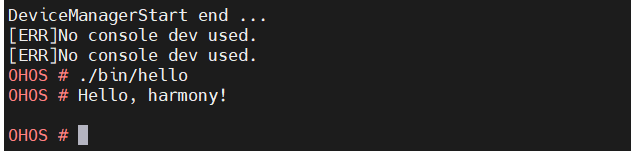 DeviceManagerStart end ...
[ERR]No console dev used.
[ERR]No console dev used.
OHOS # ./bin/hello
OHOS # Hello, harmony!
OHOS #